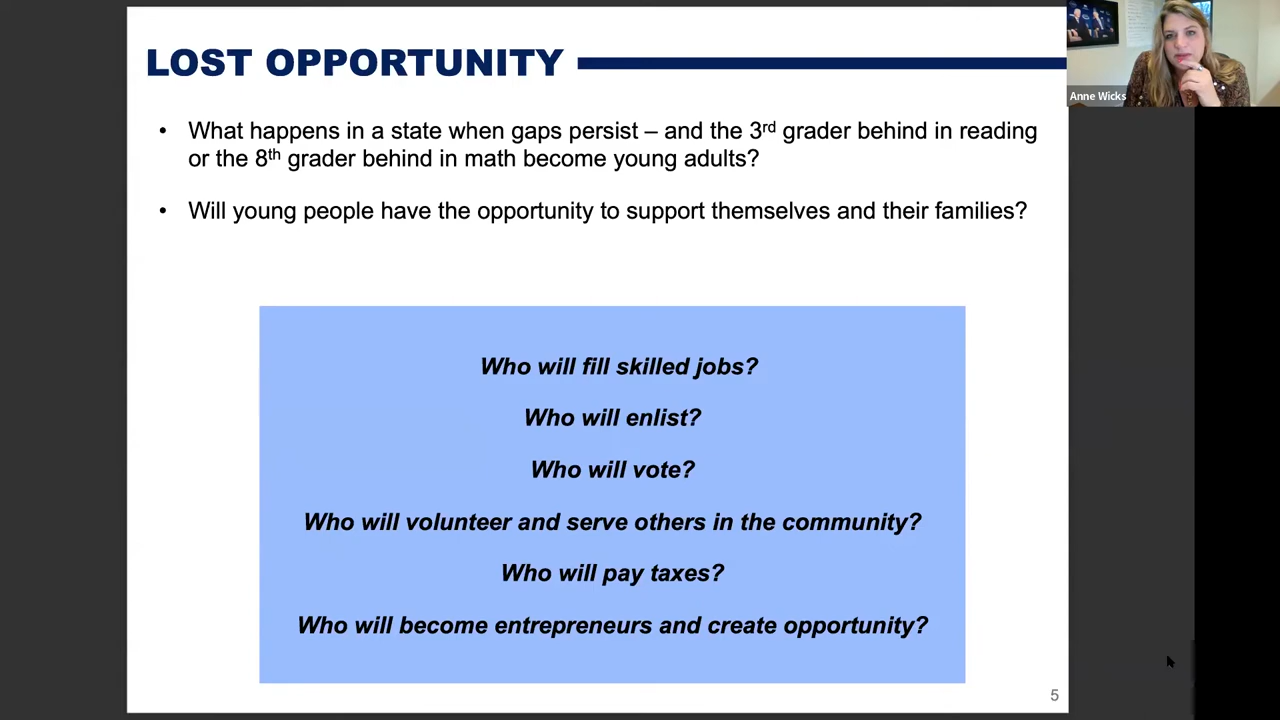 LOST OPPORTUNITY
Anne Wicks
• What happens in a state when gaps persist – and the 3rd grader behind in reading
or the 8th grader behind in math become young adults?
• Will young people have the opportunity to support themselves and their families?
Who will fill skilled jobs?
Who will enlist?
Who will vote?
Who will volunteer and serve others in the community?
Who will pay taxes?
Who will become entrepreneurs and create opportunity?
5